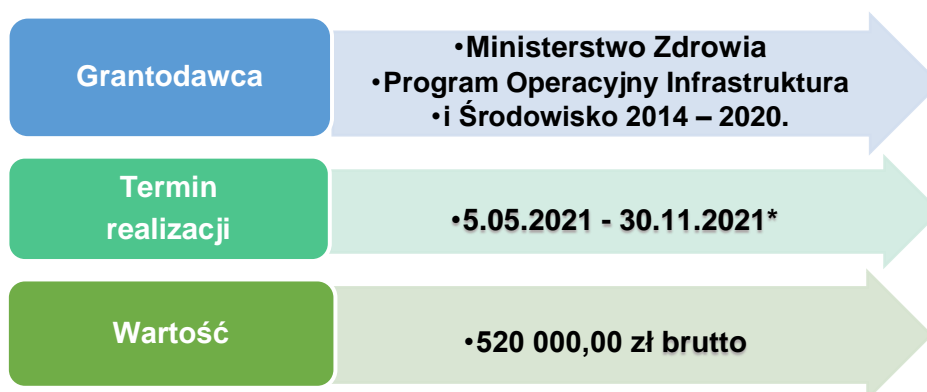 Grantodawca
•Ministerstwo Zdrowia
•Program Operacyjny Infrastruktura
•i Środowisko 2014 – 2020.
Termin
realizacji
•5.05.2021 - 30.11.2021*
Wartość
•520 000,00 zł brutto